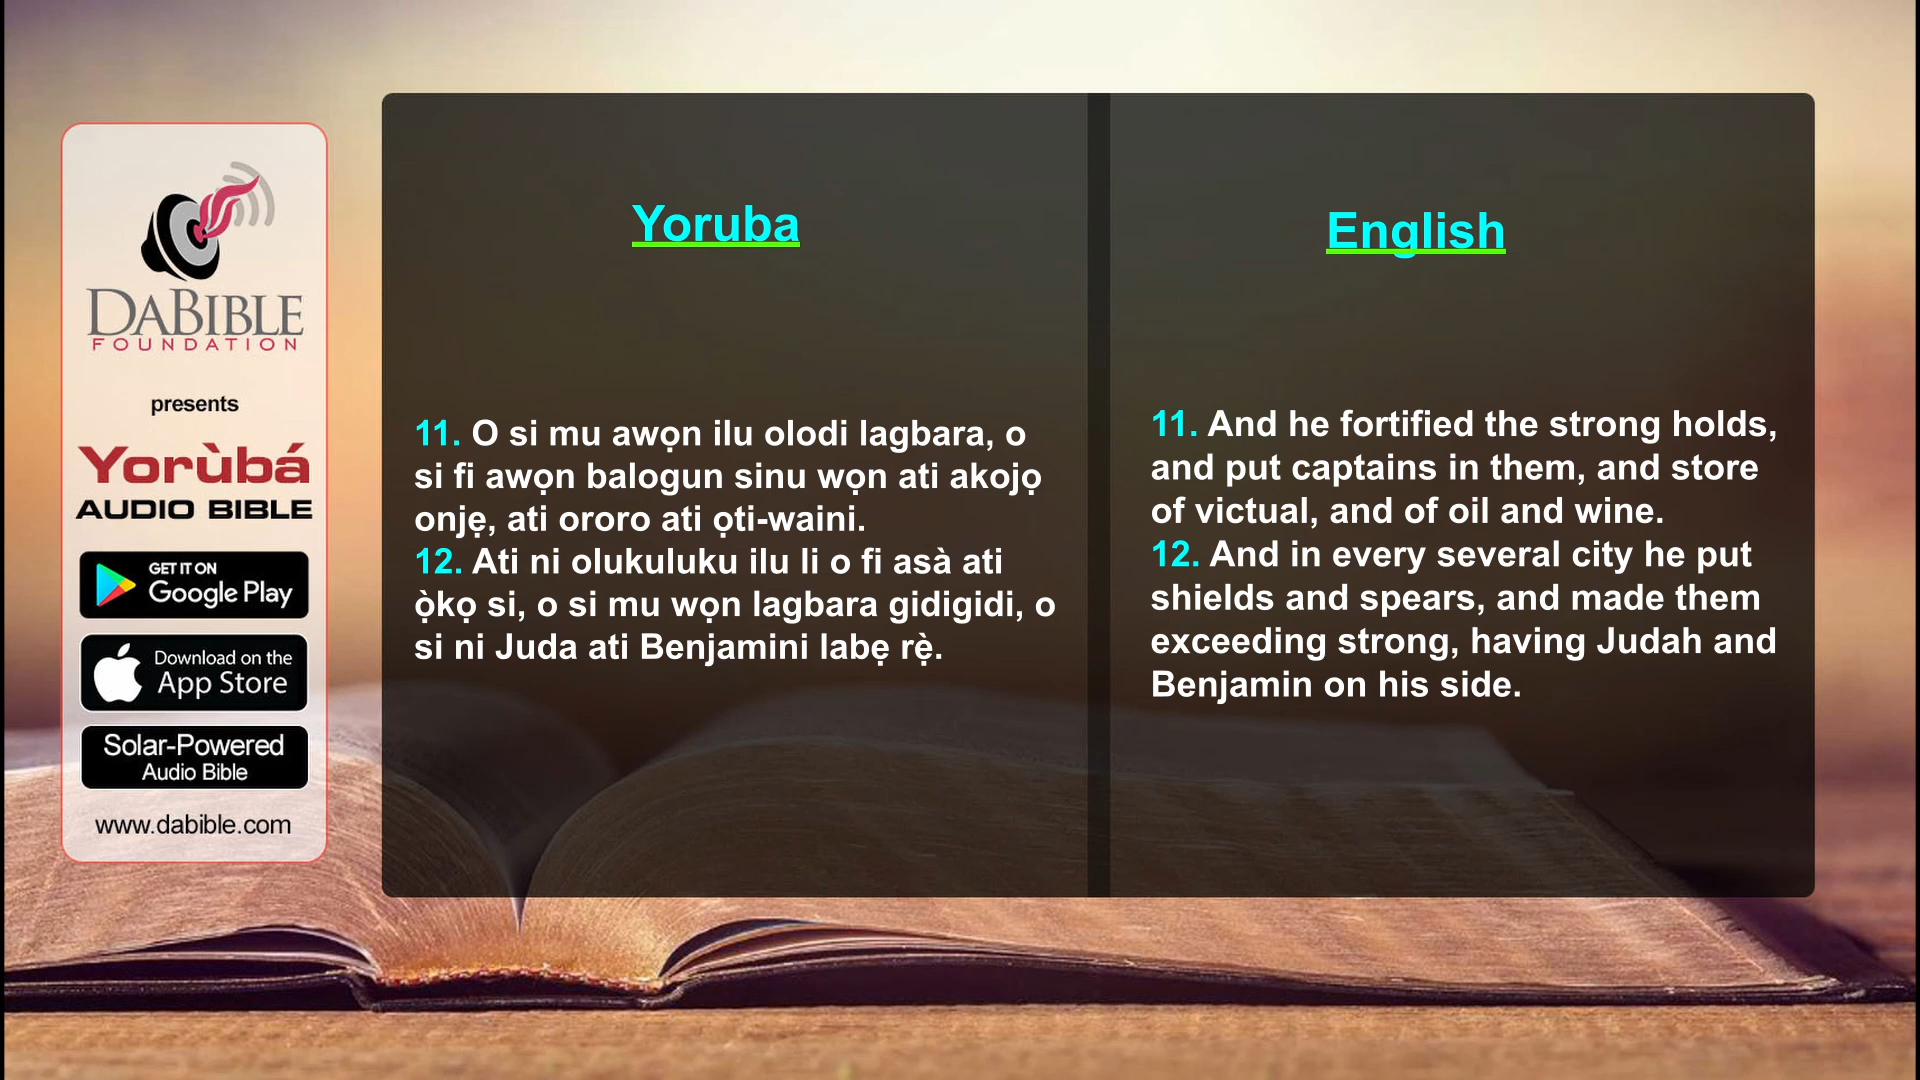 DABIBLE
FOUNDATION
presents
Yorùbá
AUDIO BIBLE
GET IT ON
Google Play
Download on the
App Store
Solar-Powered
Audio Bible
www.dabible.com
Yoruba
11. O si mu awọn ilu olodi lagbara, o
si fi awọn balogun sinu wọn ati akojọ
onjẹ, ati ororo ati ọti-waini.
12. Ati ni olukuluku ilu li o fi asà ati
ọ̀kọ si, o si mu wọn lagbara gidigidi, o
si ni Juda ati Benjamini labẹ rẹ̀.
English
11. And he fortified the strong holds,
and put captains in them, and store
of victual, and of oil and wine.
12. And in every several city he put
shields and spears, and made them
exceeding strong, having Judah and
Benjamin on his side.